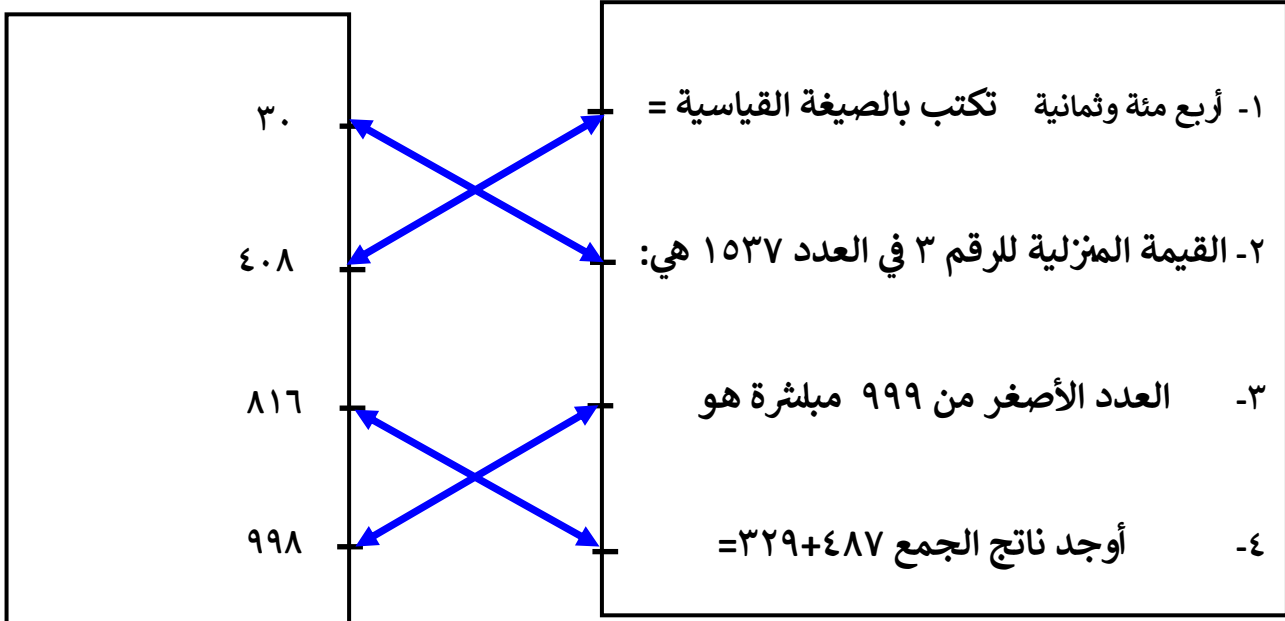 ١- أربع مئة وثمانية تكتب بالصيغة القياسية =
٢- القيمة المنزلية للرقم ٣ في العدد ١٥٣٧ هي:
٣- العدد الأصغر من ٩٩٩ مبلشرة هو
٤- أوجد ناتج الجمع ٤٨٧+٣٢٩=
٣٠
٤٠٨
٨١٦
٩٩٨